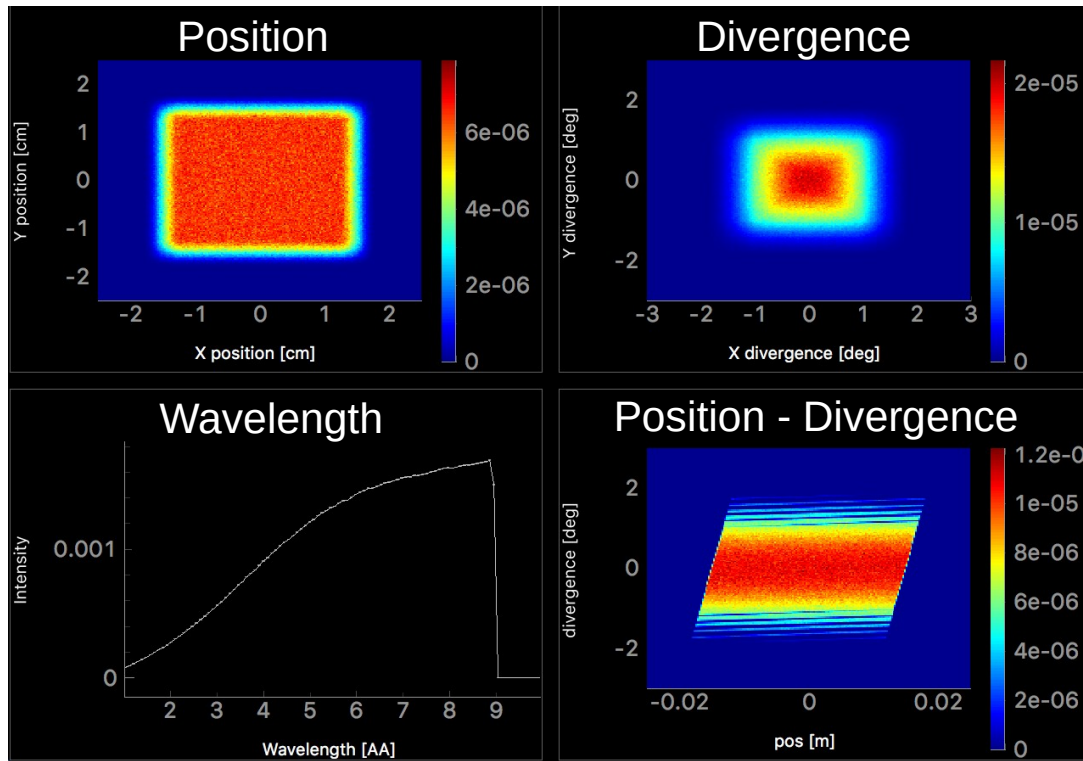 Position
Y position [cm]
2
1
0
-1
-2
-2 -1 0 1 2
X position [cm]
6e-06
4e-06
2e-06
0
Divergence
Y divergence [deg]
2
0
-2
-3 -2 -1 0 1 2 3
X divergence [deg]
2e-05
1e-05
0
Wavelength
Intensity
0.001
0
2 3 4 5 6 7 8 9
Wavelength [AA]
Position - Divergence
divergence [deg]
2
0
-2
-0.02 0 0.02
pos [m]
1.2e-0
1e-05
8e-06
6e-06
4e-06
2e-06
0